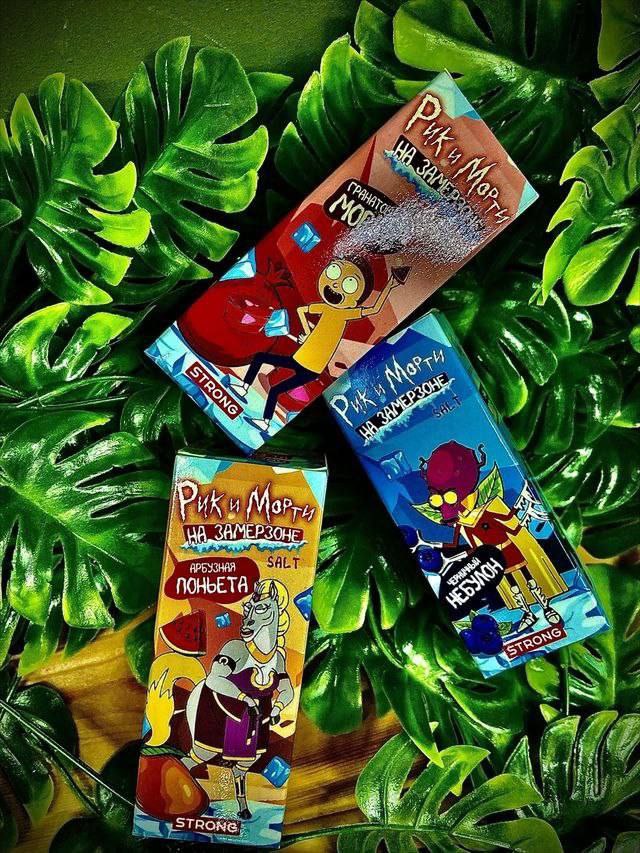 Рик и Морти
на замерзоне
Мор
STRONG
Рик и Морти
на замерзоне
SALT
Черничный
Небулон
STRONG
Рик и Морти
на замерзоне
SALT
Арбузная
Поньета
STRONG